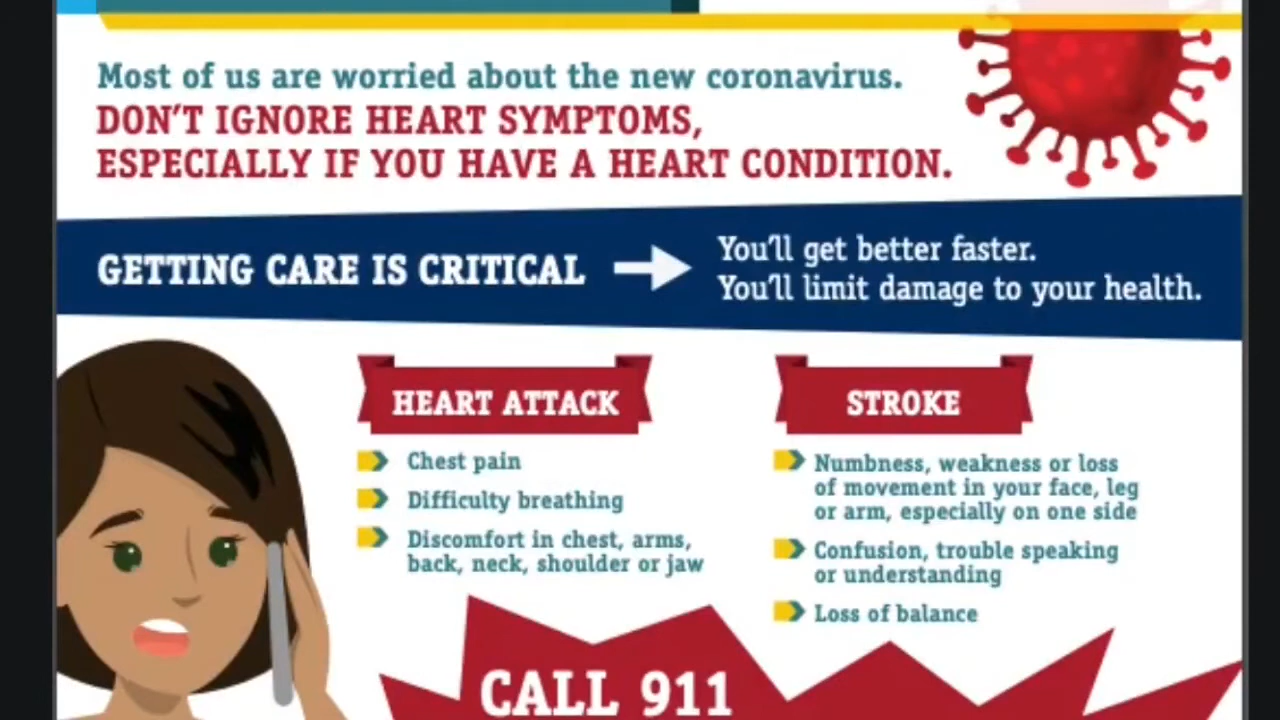 Most of us are worried about the new coronavirus.
DON'T IGNORE HEART SYMPTOMS,
ESPECIALLY IF YOU HAVE A HEART CONDITION.
GETTING CARE IS CRITICAL
You'll get better faster.
You'll limit damage to your health.
HEART ATTACK
Chest pain
Difficulty breathing
Discomfort in chest, arms,
back, neck, shoulder or jaw
STROKE
Numbness, weakness or loss
of movement in your face, leg
or arm, especially on one side
Confusion, trouble speaking
or understanding
Loss of balance
CALL 911